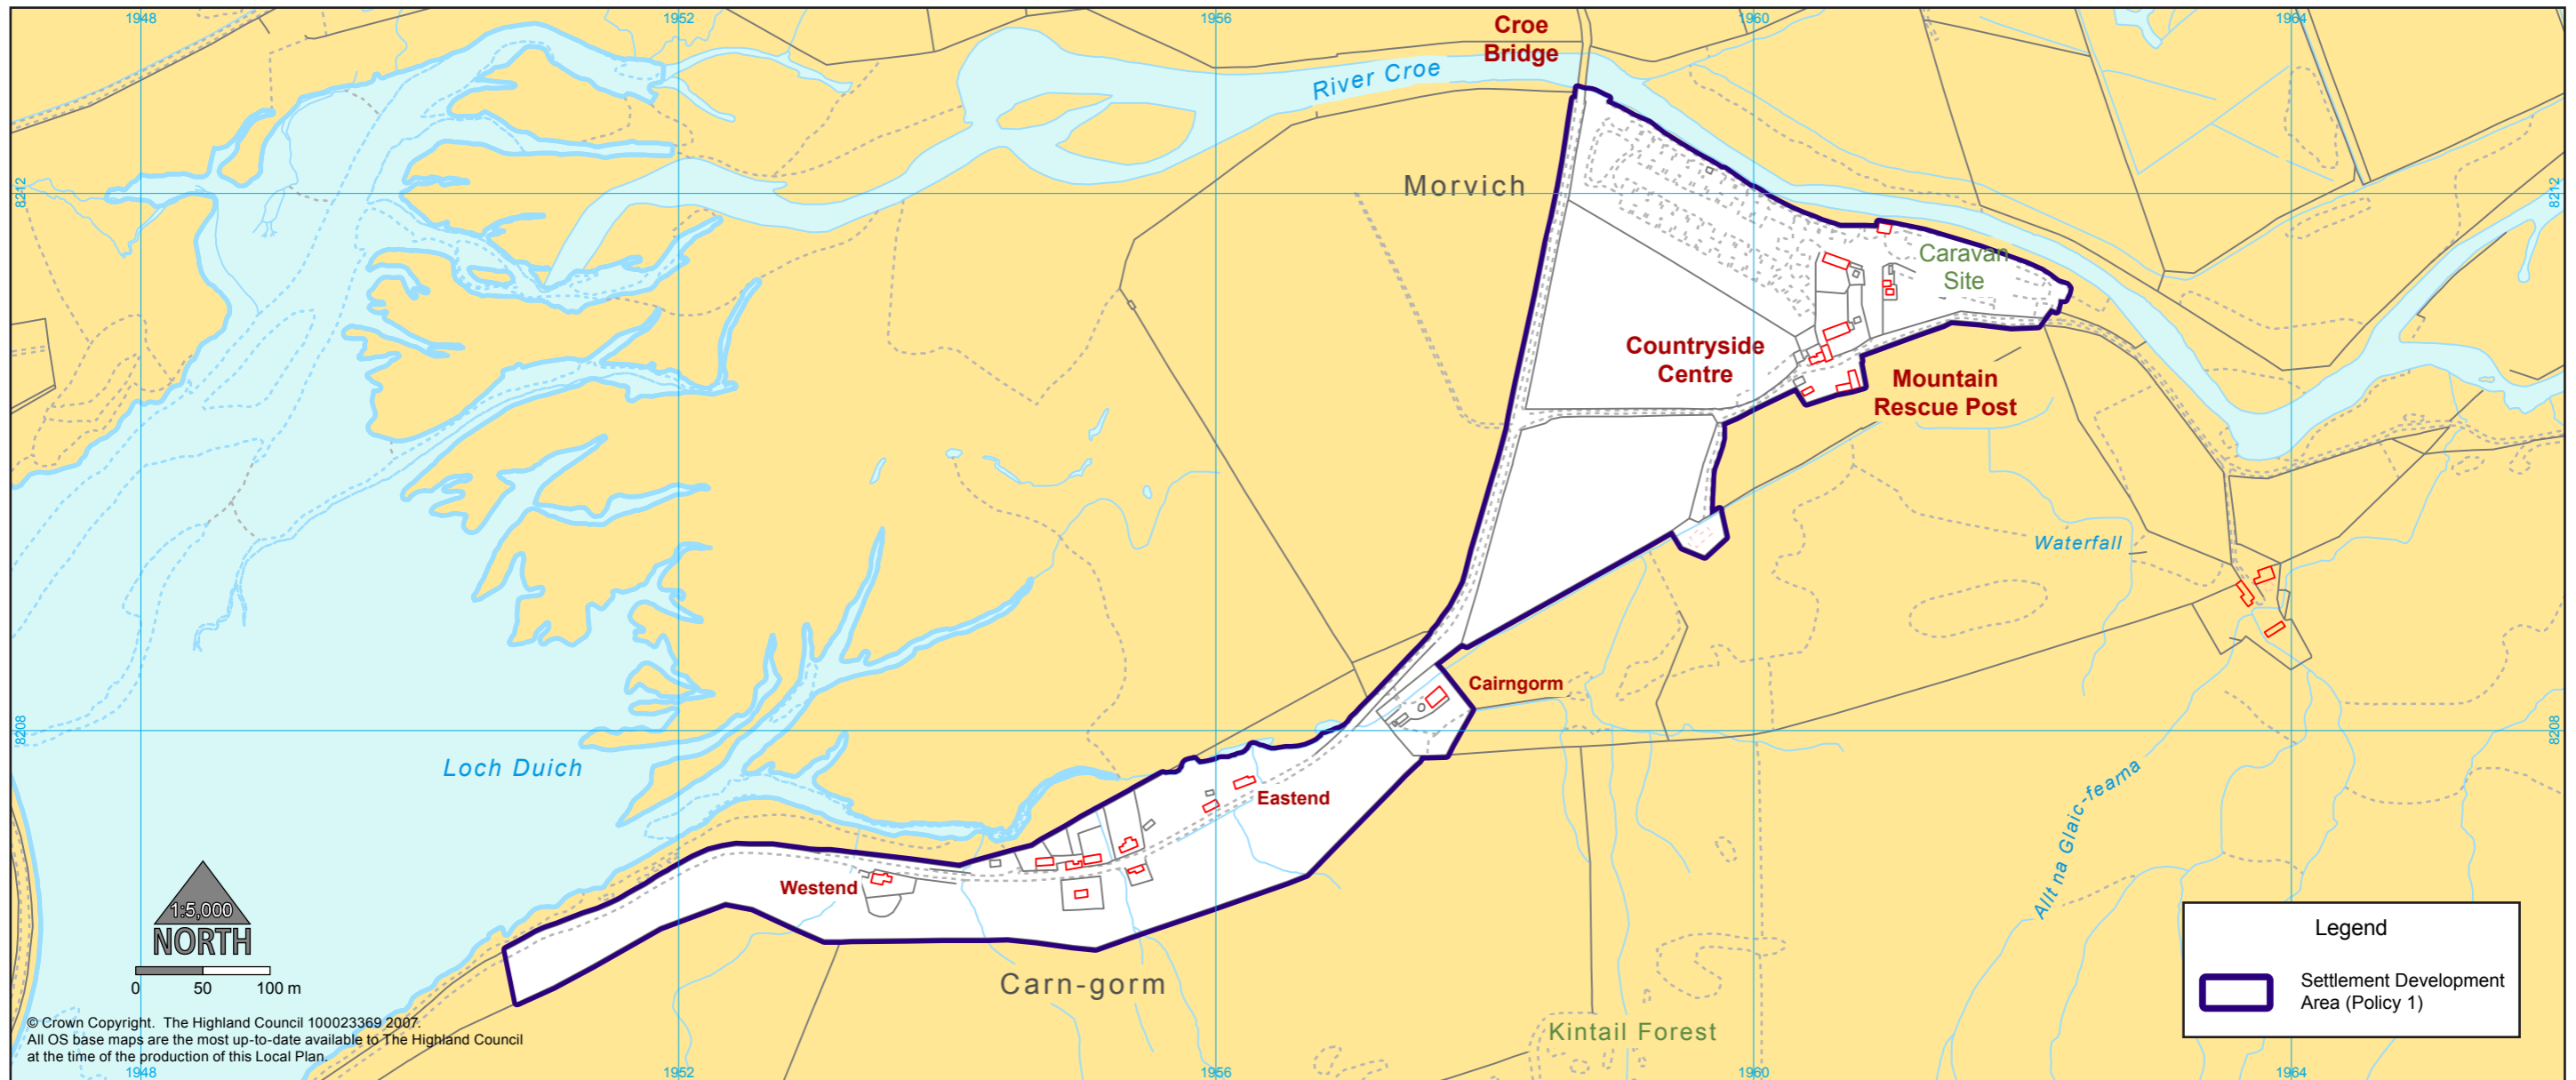 1948
1952
1956
1960
1964
Croe
Bridge
River Croe
8212
8212
Morvich
Caravan
Site
Countryside
Centre
Mountain
Rescue Post
Waterfall
Cairngorm
8208
8208
Loch Duich
Eastend
Westend
Allt na Glaic-fearna
1:5,000
NORTH
0 50 100 m
Carn-gorm
Kintail Forest
Legend
Settlement Development
Area (Policy 1)
© Crown Copyright. The Highland Council 100023369 2007.
All OS base maps are the most up-to-date available to The Highland Council
at the time of the production of this Local Plan.
1948
1952
1956
1960
1964